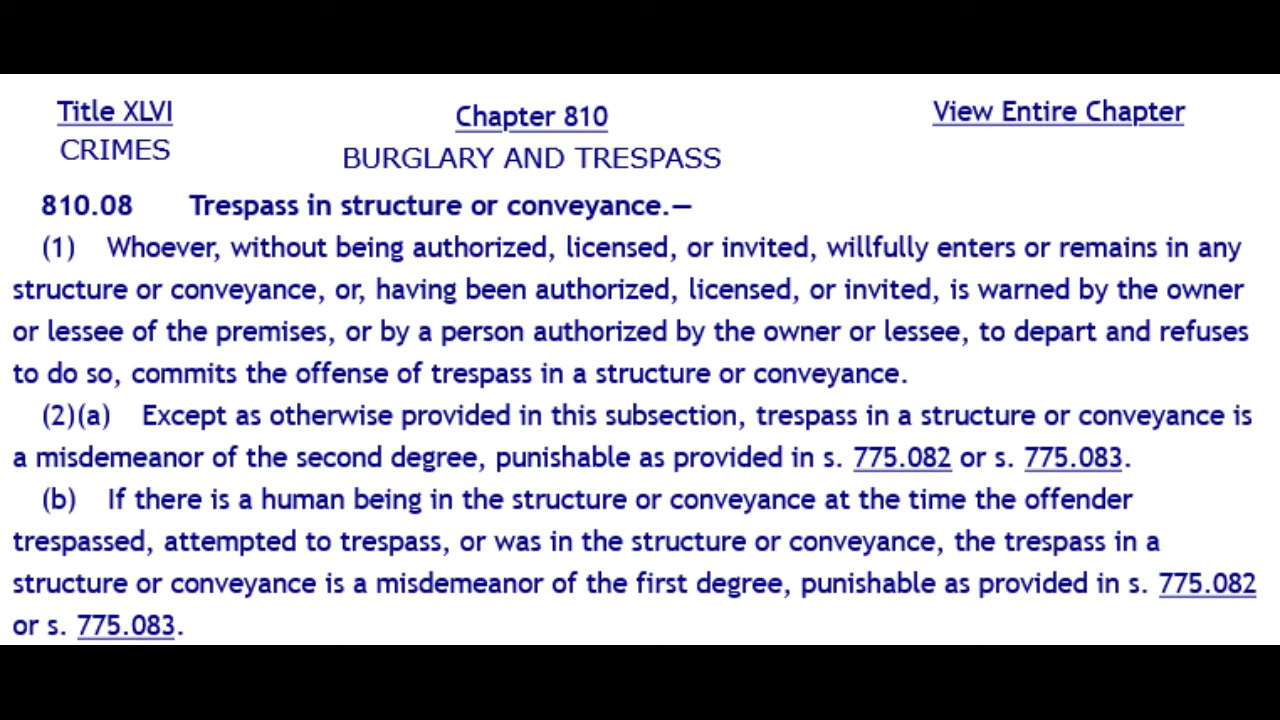 Title XLVI Chapter 810 View Entire Chapter
CRIMES BURGLARY AND TRESPASS
810.08 Trespass in structure or conveyance.—
(1) Whoever, without being authorized, licensed, or invited, willfully enters or remains in any
structure or conveyance, or, having been authorized, licensed, or invited, is warned by the owner
or lessee of the premises, or by a person authorized by the owner or lessee, to depart and refuses
to do so, commits the offense of trespass in a structure or conveyance.
(2)(a) Except as otherwise provided in this subsection, trespass in a structure or conveyance is
a misdemeanor of the second degree, punishable as provided in s. 775.082 or s. 775.083.
(b) If there is a human being in the structure or conveyance at the time the offender
trespassed, attempted to trespass, or was in the structure or conveyance, the trespass in a
structure or conveyance is a misdemeanor of the first degree, punishable as provided in s. 775.082
or s. 775.083.